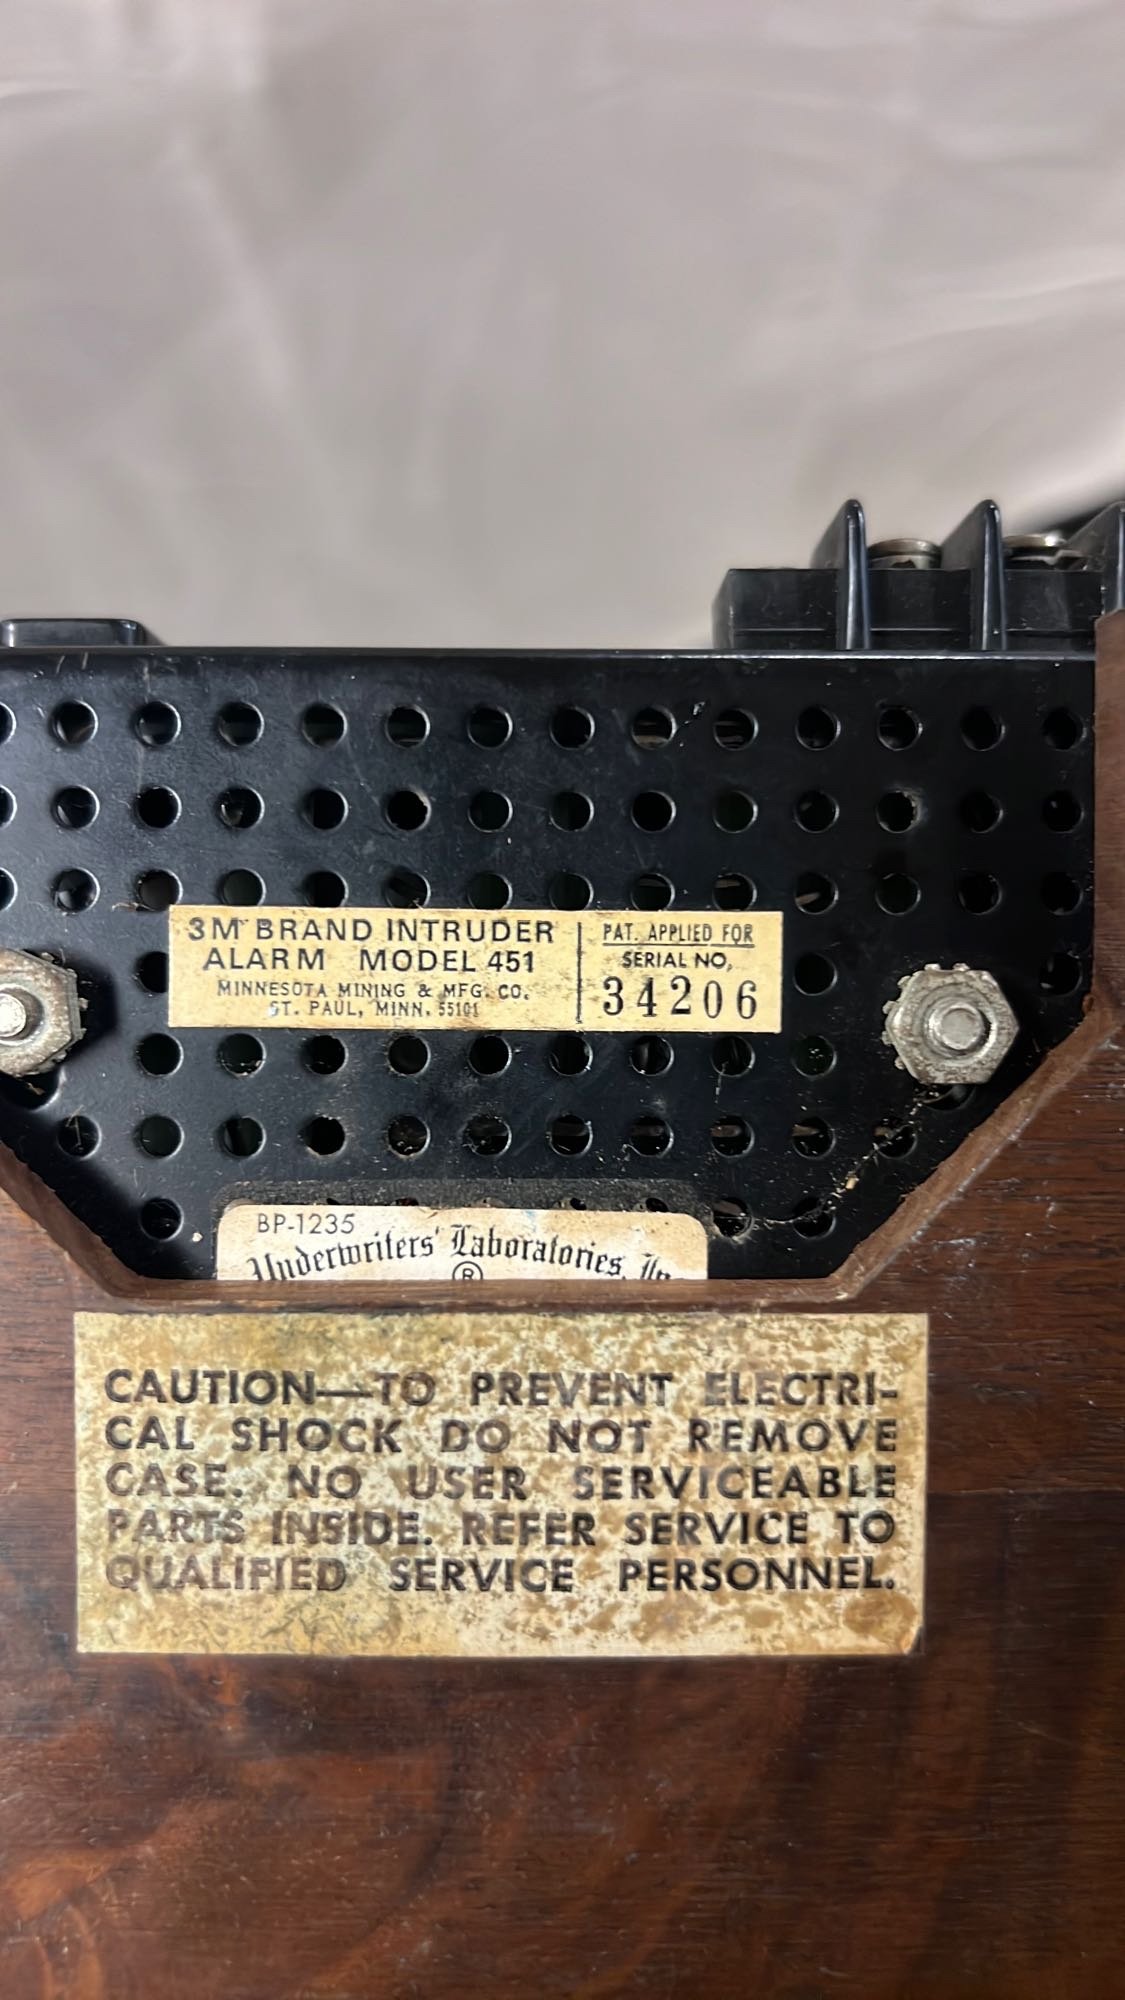 3M BRAND INTRUDER
ALARM MODEL 451
MINNESOTA MINING & MFG. CO.
ST. PAUL, MINN. 55101
PAT. APPLIED FOR
SERIAL NO,
34206
BP-1235
Underwriters' Laboratories, Inc
®
CAUTION—TO PREVENT ELECTRI-
CAL SHOCK DO NOT REMOVE
CASE. NO USER SERVICEABLE
PARTS INSIDE. REFER SERVICE TO
QUALIFIED SERVICE PERSONNEL.